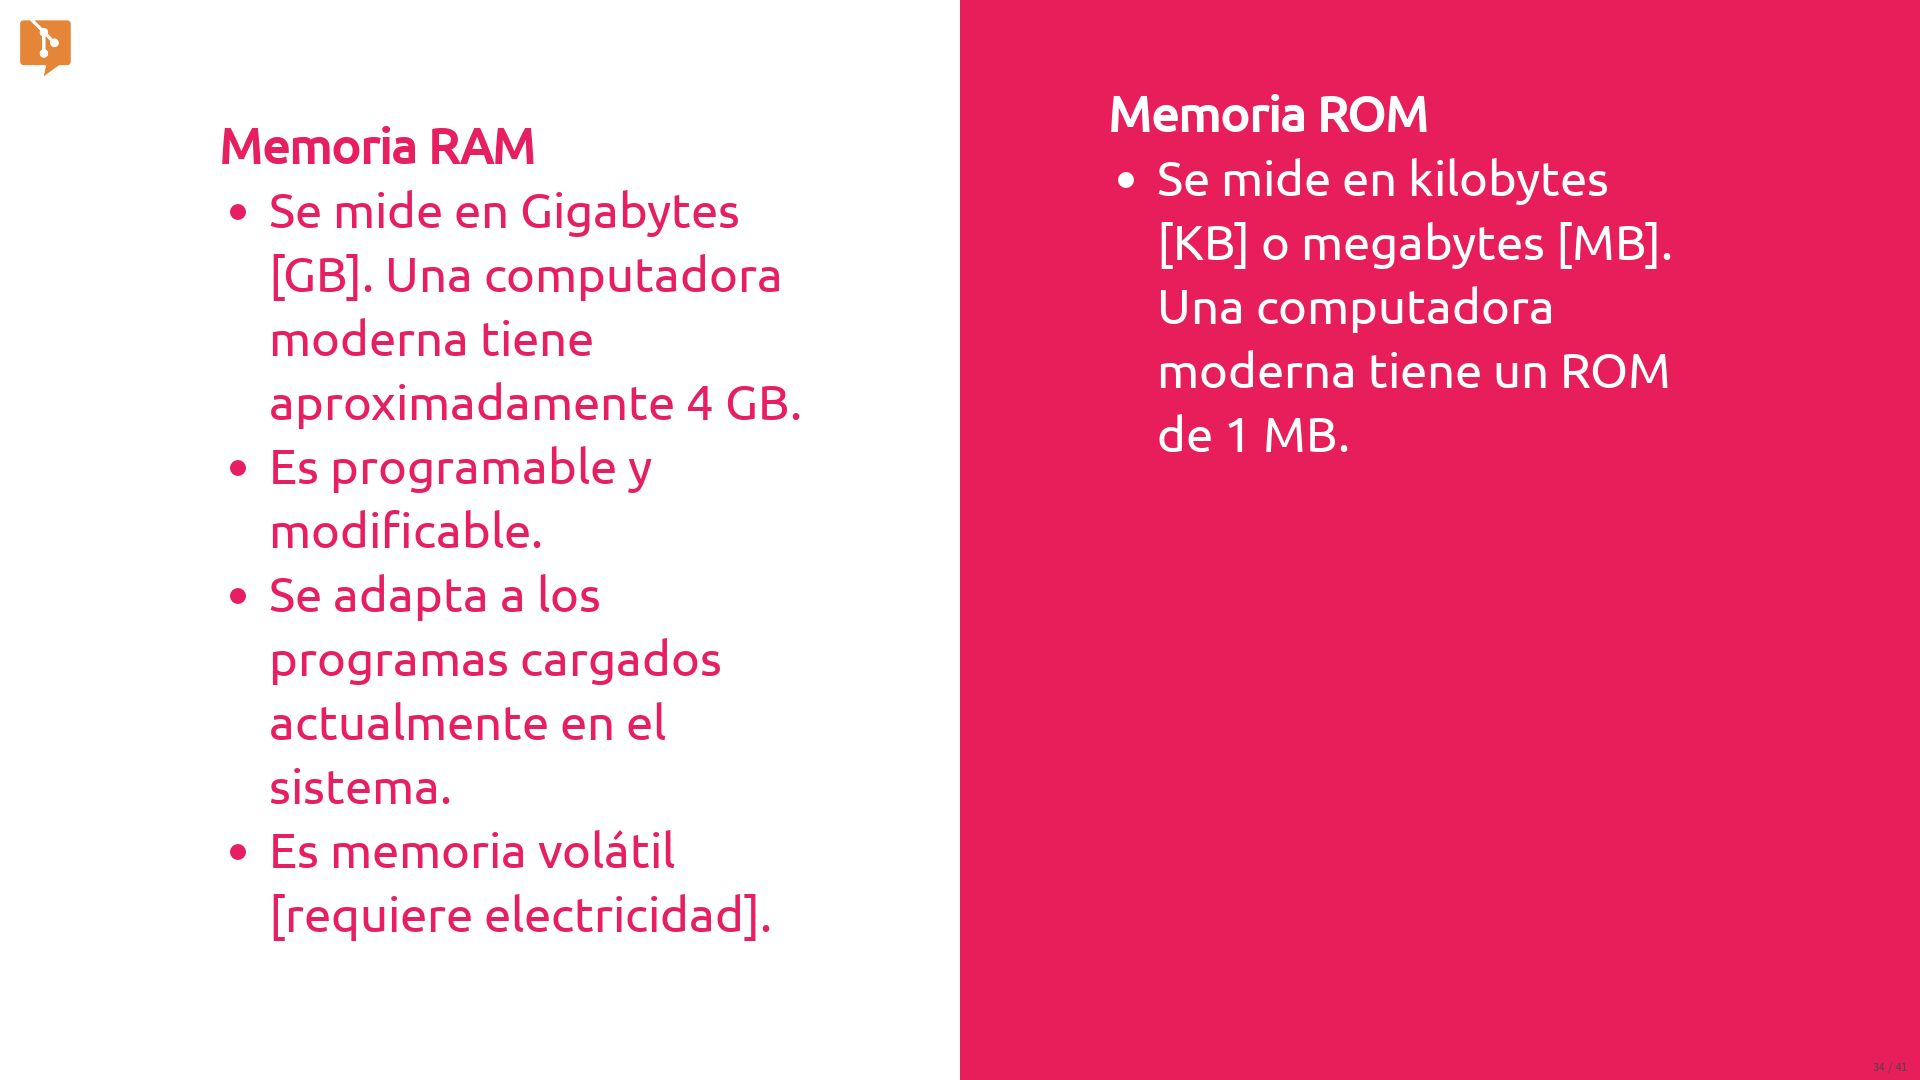 Memoria RAM
• Se mide en Gigabytes
[GB]. Una computadora
moderna tiene
aproximadamente 4 GB.
• Es programable y
modificable.
• Se adapta a los
programas cargados
actualmente en el
sistema.
• Es memoria volátil
[requiere electricidad].
Memoria ROM
• Se mide en kilobytes
[KB] o megabytes [MB].
Una computadora
moderna tiene un ROM
de 1 MB.
34 / 41